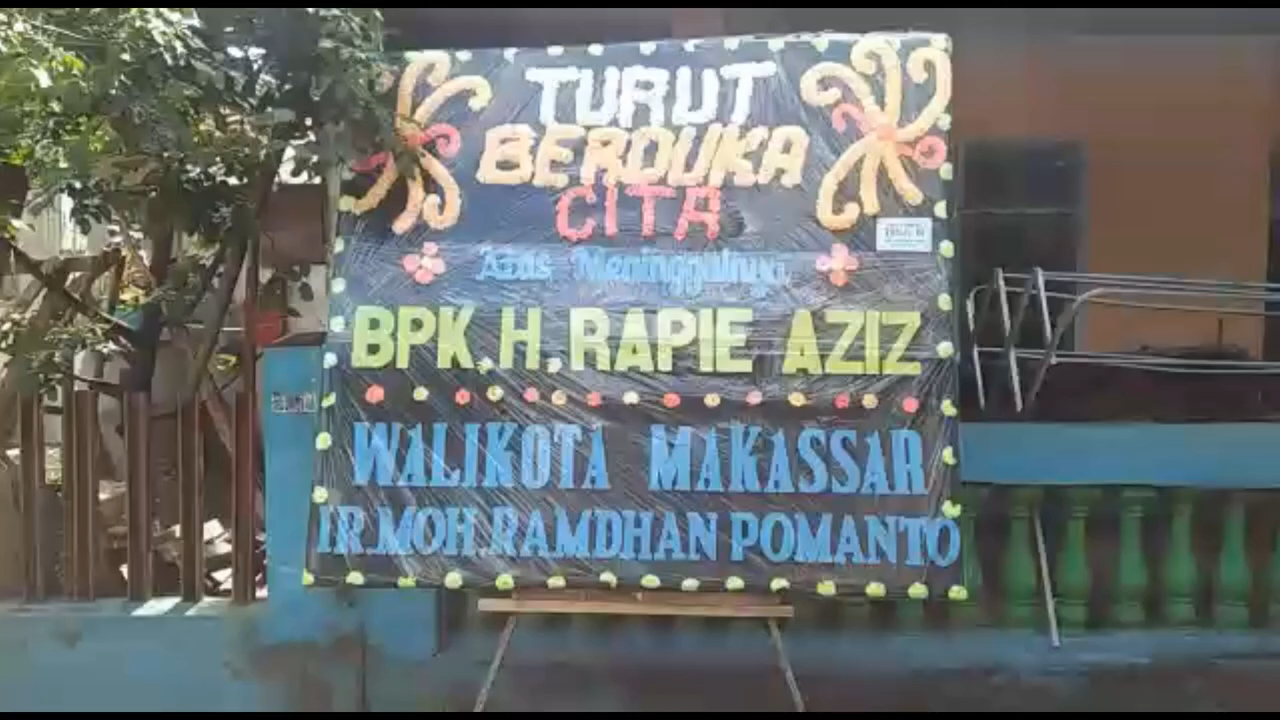 TURUT
BERDUKA
CITA
Atas Meninggalnya
BPK.H.RAPIE AZIZ
WALIKOTA MAKASSAR
IR.MOH.RAMDHAN POMANTO